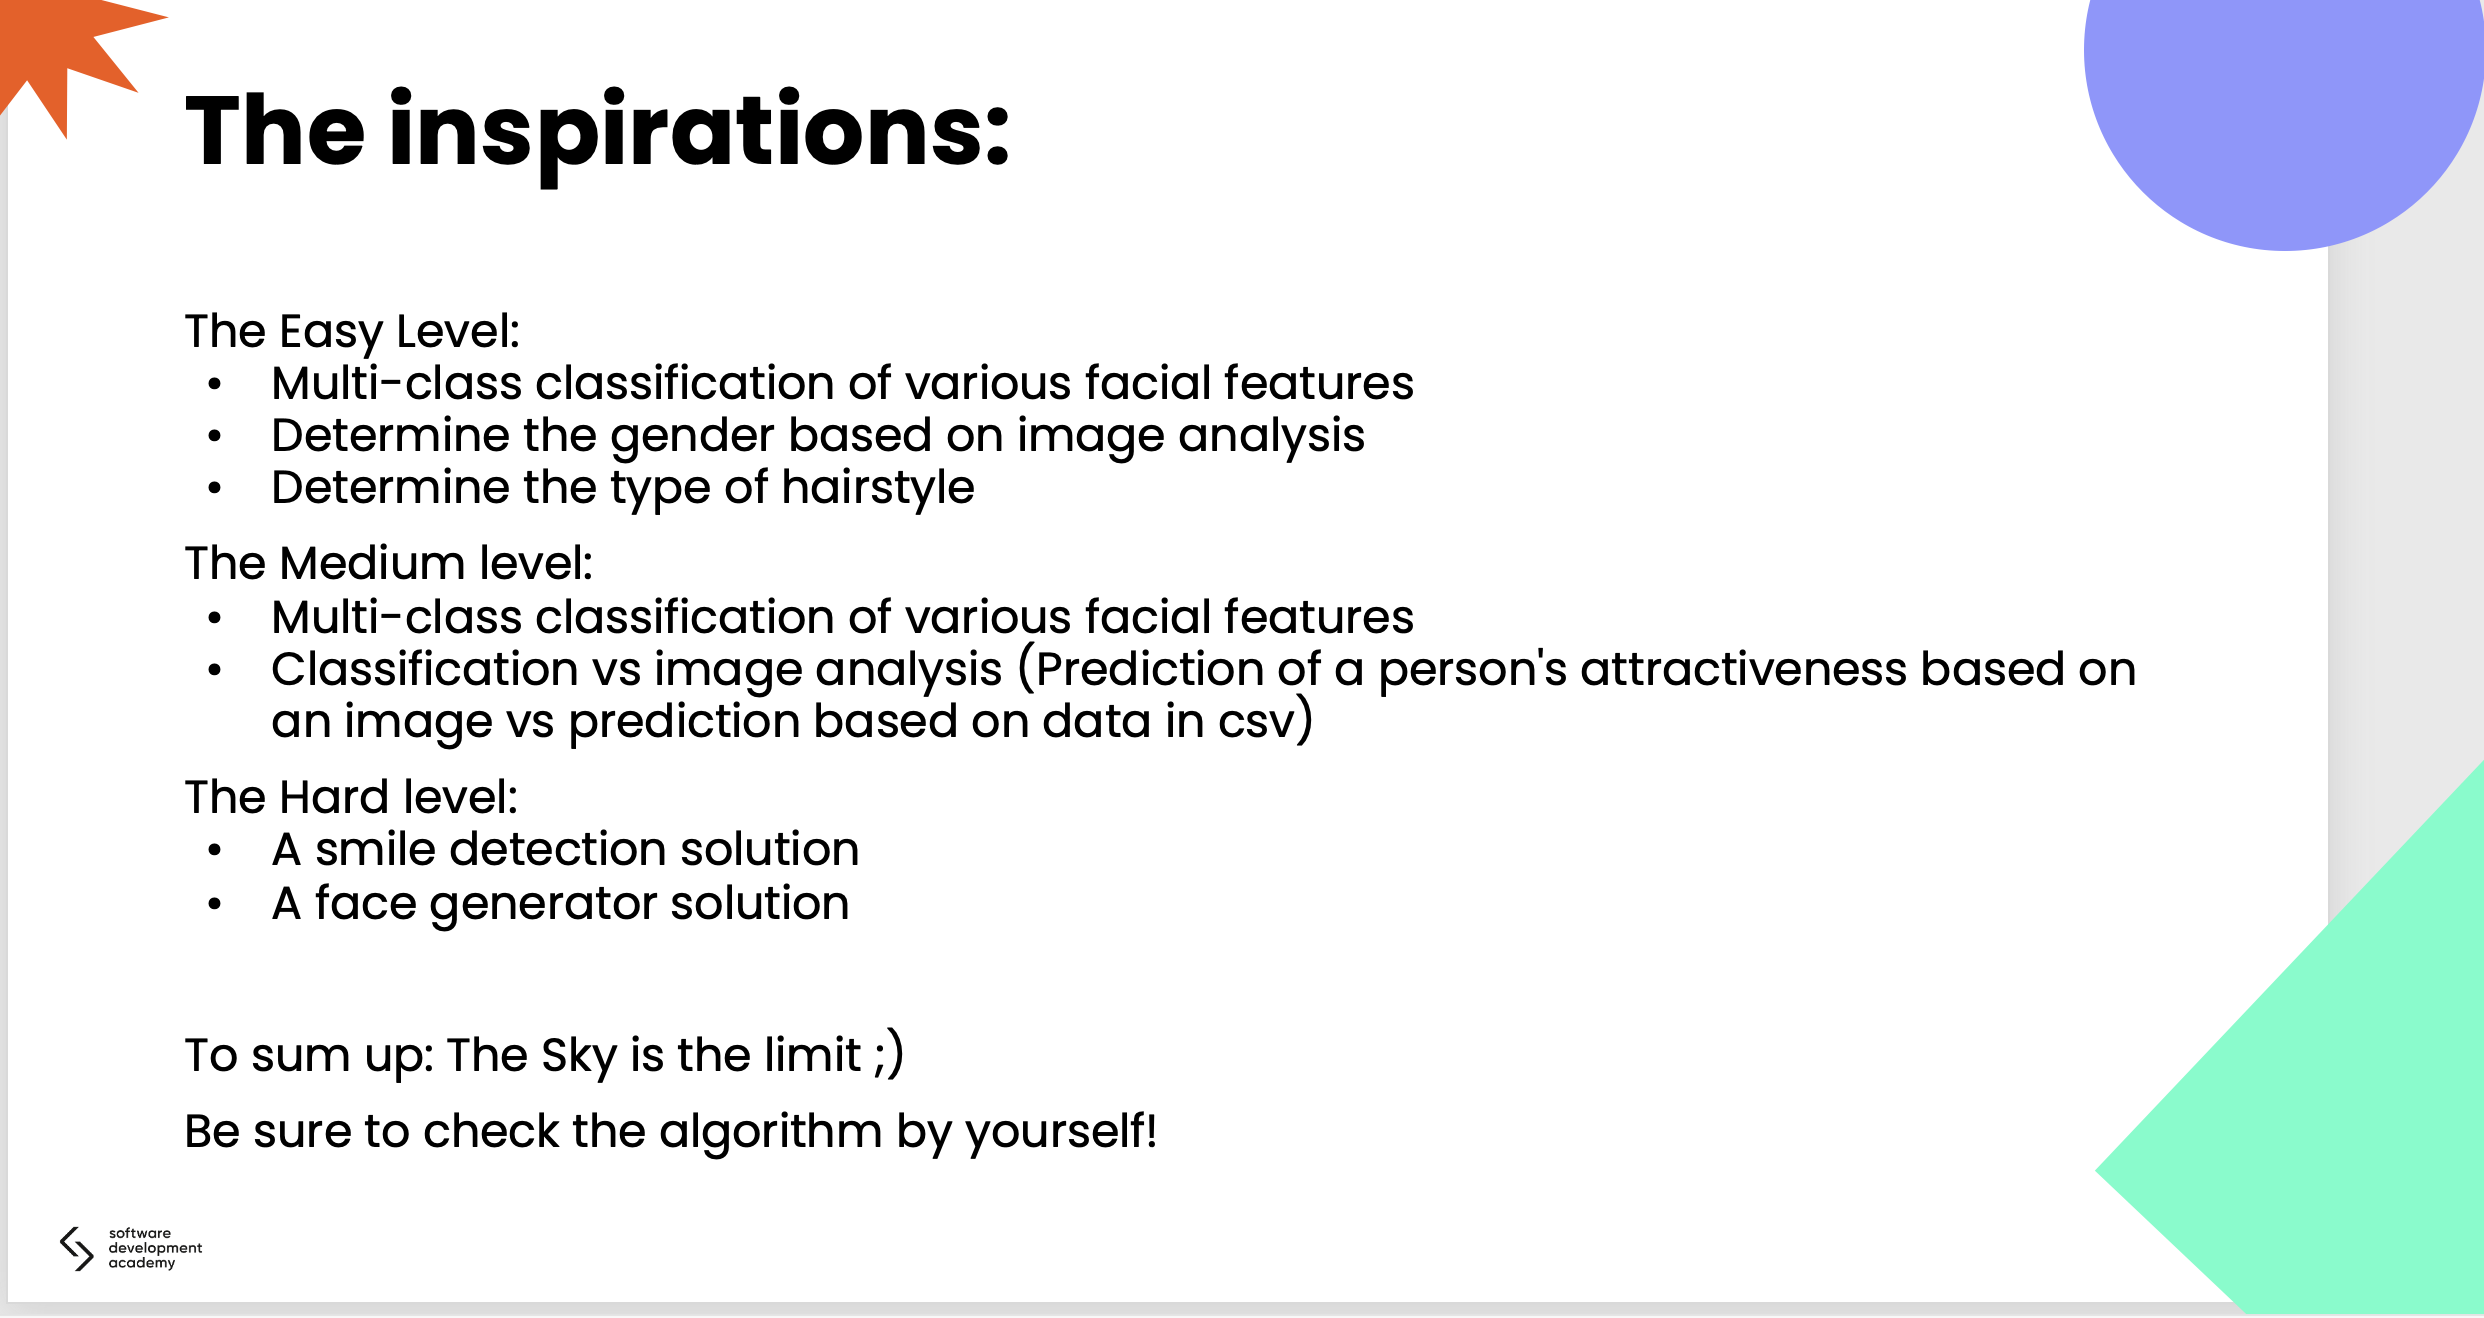 The inspirations:
The Easy Level:
• Multi-class classification of various facial features
• Determine the gender based on image analysis
• Determine the type of hairstyle
The Medium level:
• Multi-class classification of various facial features
• Classification vs image analysis (Prediction of a person's attractiveness based on
an image vs prediction based on data in csv)
The Hard level:
• A smile detection solution
• A face generator solution
To sum up: The Sky is the limit ;)
Be sure to check the algorithm by yourself!
software
development
academy